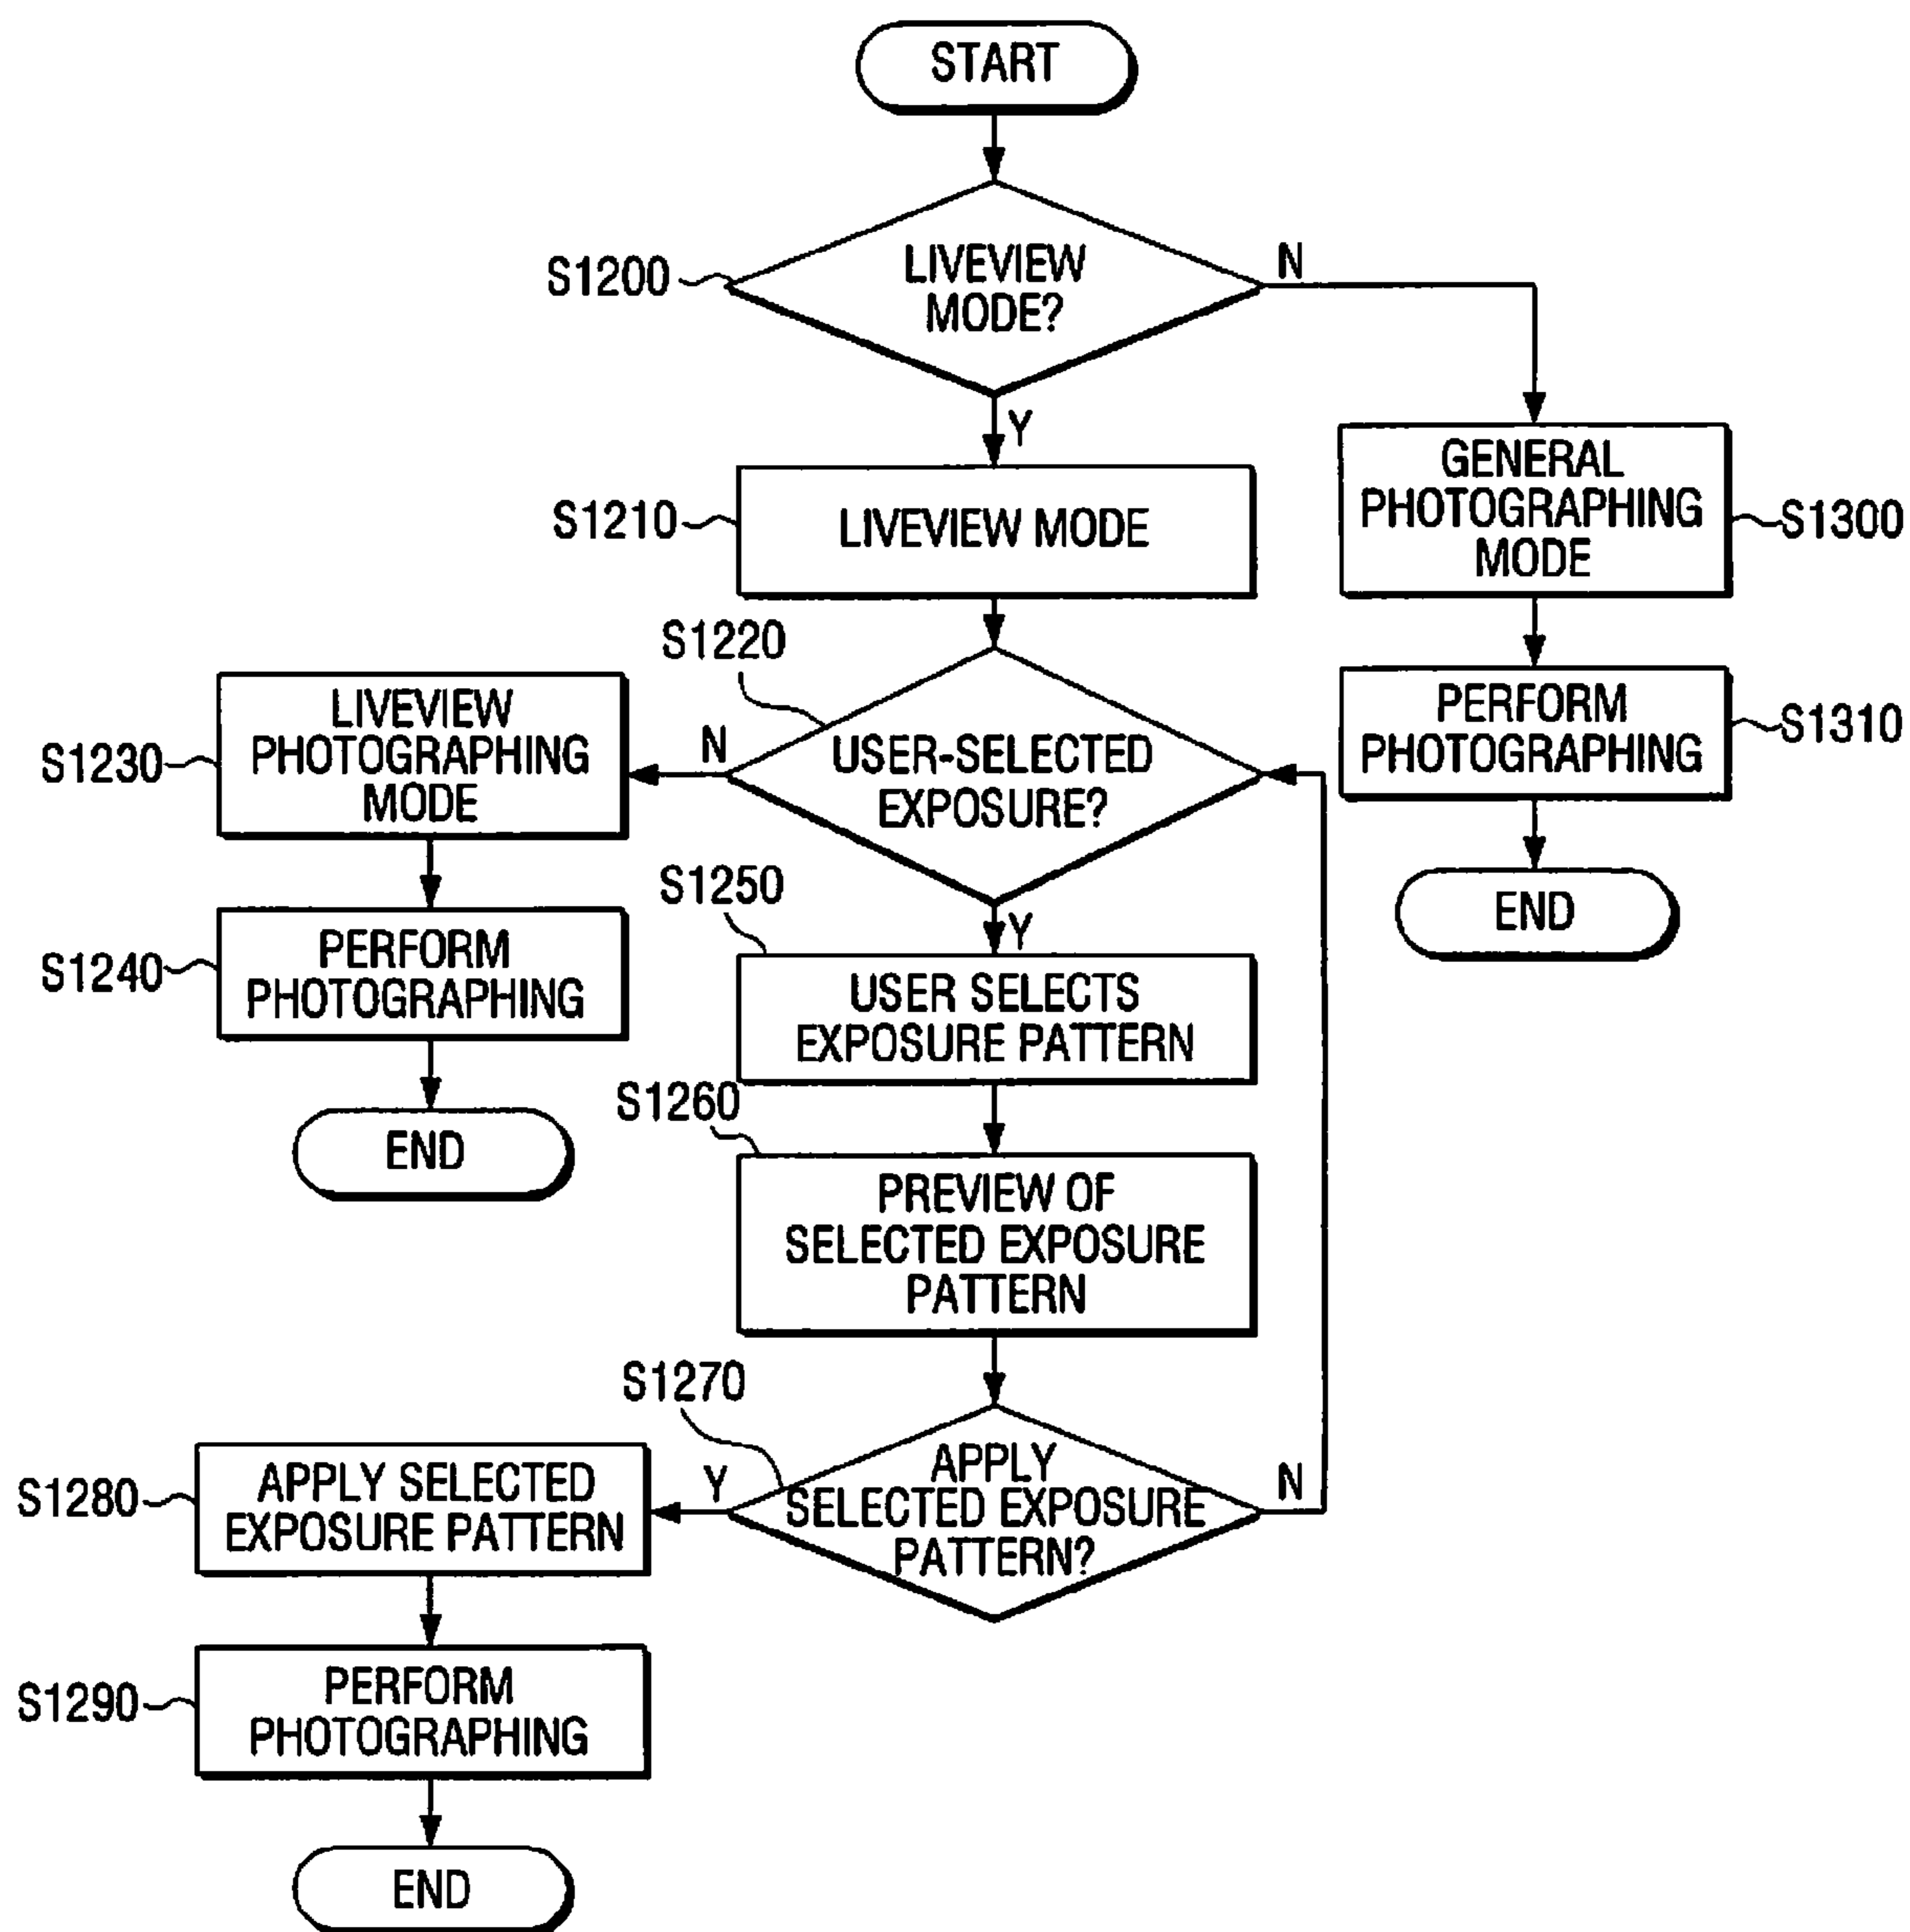 START
S1200
LIVEVIEW
MODE?
N
Y
S1210
LIVEVIEW MODE
GENERAL
PHOTOGRAPHING
MODE
S1300
S1220
USER-SELECTED
EXPOSURE?
N
Y
S1230
LIVEVIEW
PHOTOGRAPHING
MODE
PERFORM
PHOTOGRAPHING
S1310
END
S1240
PERFORM
PHOTOGRAPHING
END
S1250
USER SELECTS
EXPOSURE PATTERN
S1260
PREVIEW OF
SELECTED EXPOSURE
PATTERN
S1270
APPLY
SELECTED EXPOSURE
PATTERN?
Y
N
S1280
APPLY SELECTED
EXPOSURE PATTERN
S1290
PERFORM
PHOTOGRAPHING
END